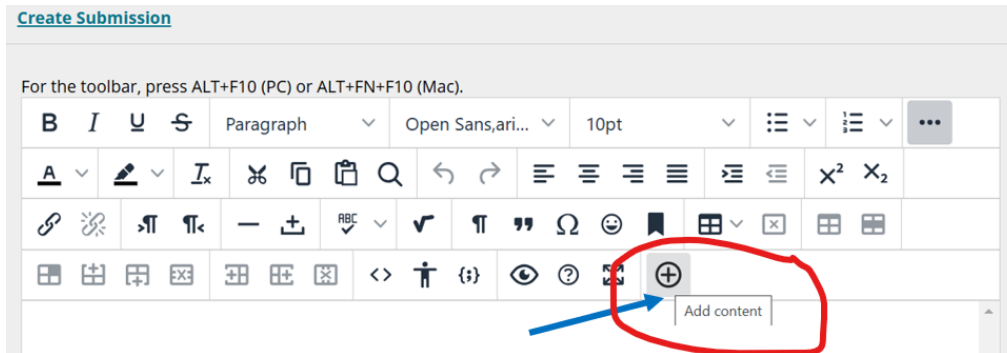 Create Submission
For the toolbar, press ALT+F10 (PC) or ALT+FN+F10 (Mac).
B I U S Paragraph Open Sans,ari... 10pt
A X² X₂
ABC
Add content